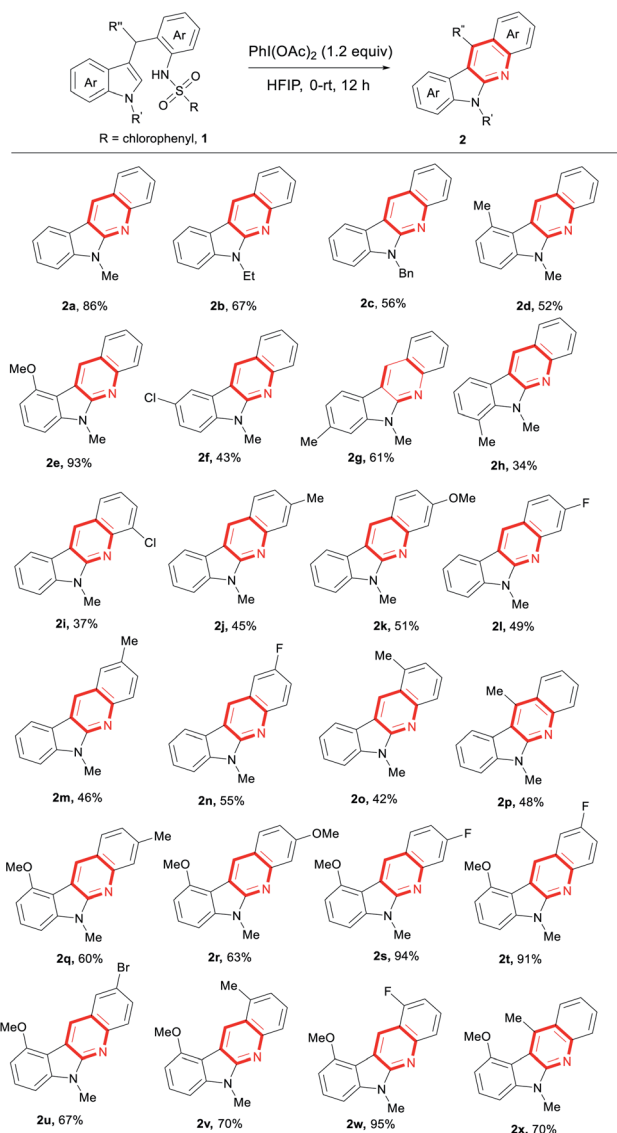 R"
Ar
Ar
NH
O
S
O
N
R'
R
R = chlorophenyl, 1
PhI(OAc)2 (1.2 equiv)
HFIP, 0-rt, 12 h
R"
Ar
Ar
N
N
R'
2
N
N
Me
2a, 86%
N
N
Et
2b, 67%
N
N
Bn
2c, 56%
Me
N
N
Me
2d, 52%
MeO
N
N
Me
2e, 93%
Cl
N
N
Me
2f, 43%
N
N
Me
Me
2g, 61%
N
N
Me
Me
2h, 34%
Cl
N
N
Me
2i, 37%
Me
N
N
Me
2j, 45%
OMe
N
N
Me
2k, 51%
F
N
N
Me
2l, 49%
Me
N
N
Me
2m, 46%
F
N
N
Me
2n, 55%
Me
N
N
Me
2o, 42%
Me
N
N
Me
2p, 48%
Me
MeO
N
N
Me
2q, 60%
OMe
MeO
N
N
Me
2r, 63%
F
MeO
N
N
Me
2s, 94%
F
MeO
N
N
Me
2t, 91%
Br
MeO
N
N
Me
2u, 67%
Me
MeO
N
N
Me
2v, 70%
F
MeO
N
N
Me
2w, 95%
Me
MeO
N
N
Me
2x, 70%